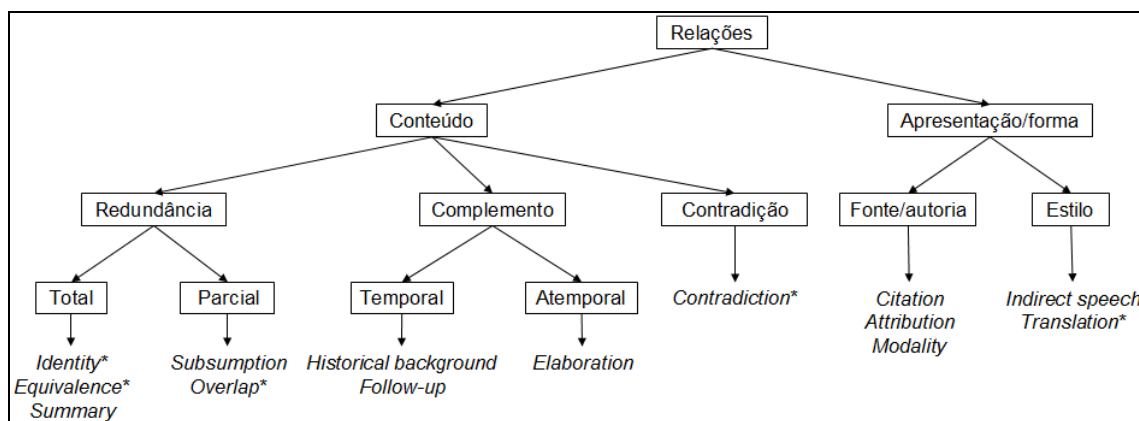 Relações
Conteúdo
Apresentação/forma
Redundância
Complemento
Contradição
Fonte/autoria
Estilo
Total
Parcial
Temporal
Atemporal
Contradiction*
Citation
Attribution
Modality
Indirect speech
Translation*
Identity*
Equivalence*
Summary
Subsumption
Overlap*
Historical background
Follow-up
Elaboration